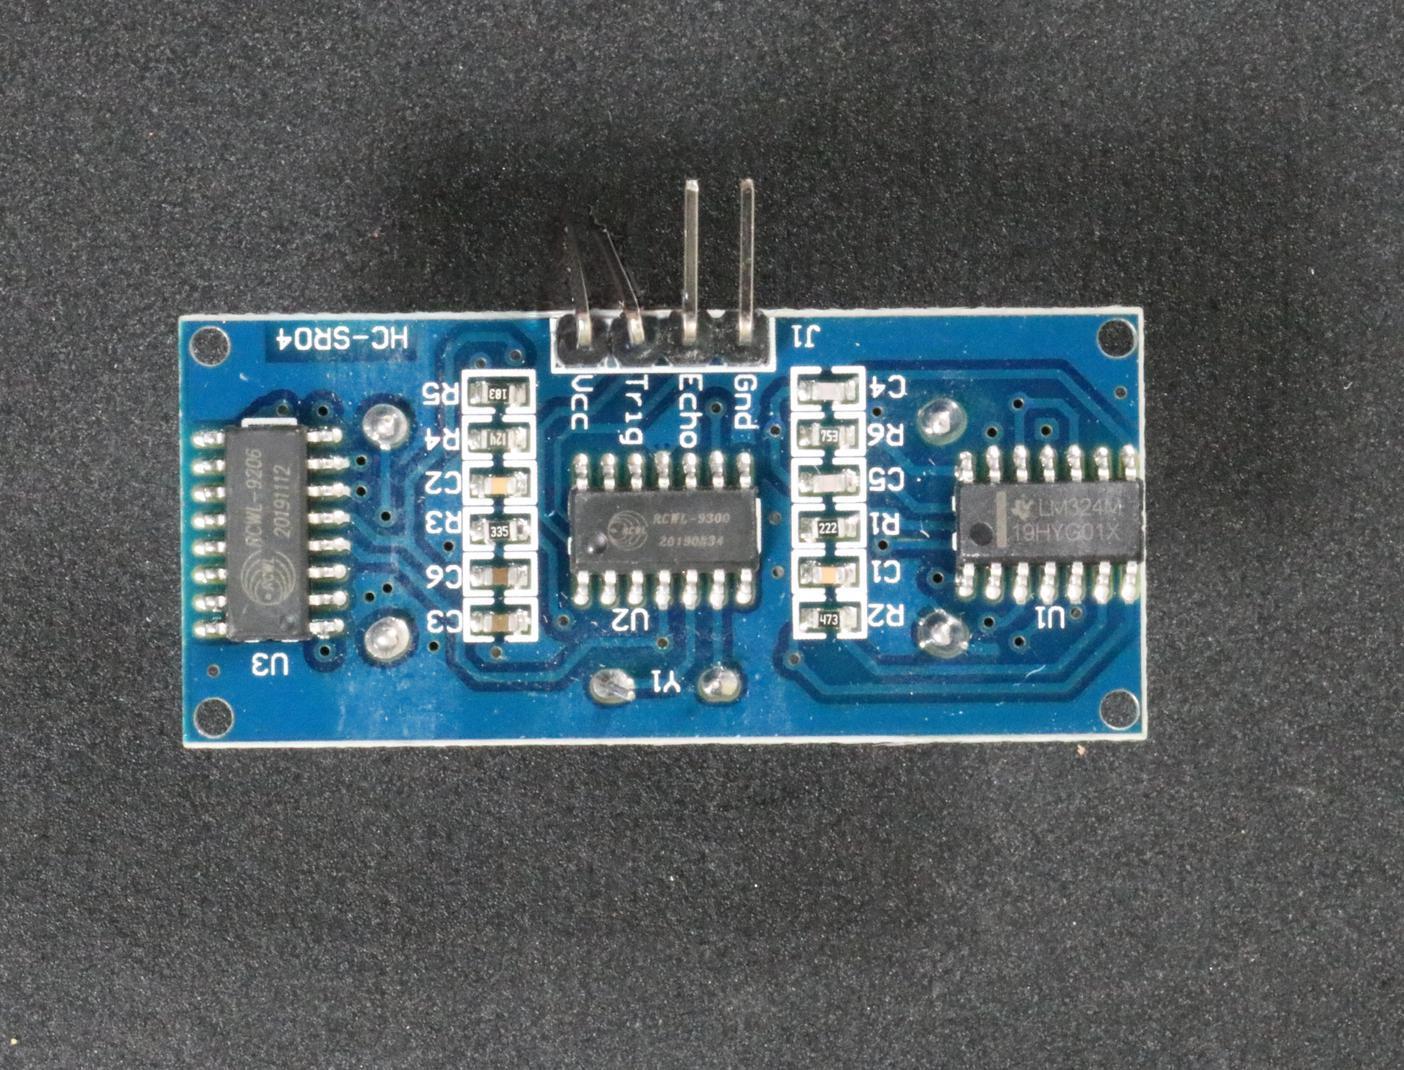 HC-SR04
J1
Vcc
Trig
Echo
Gnd
R5
183
R4
124
C2
R3
335
C6
C3
C4
R6
753
C5
R1
222
C1
R2
473
RCWL-9206
20191112
U3
RCWL-9300
U2
LM324M
19HYG01X
U1
Y1